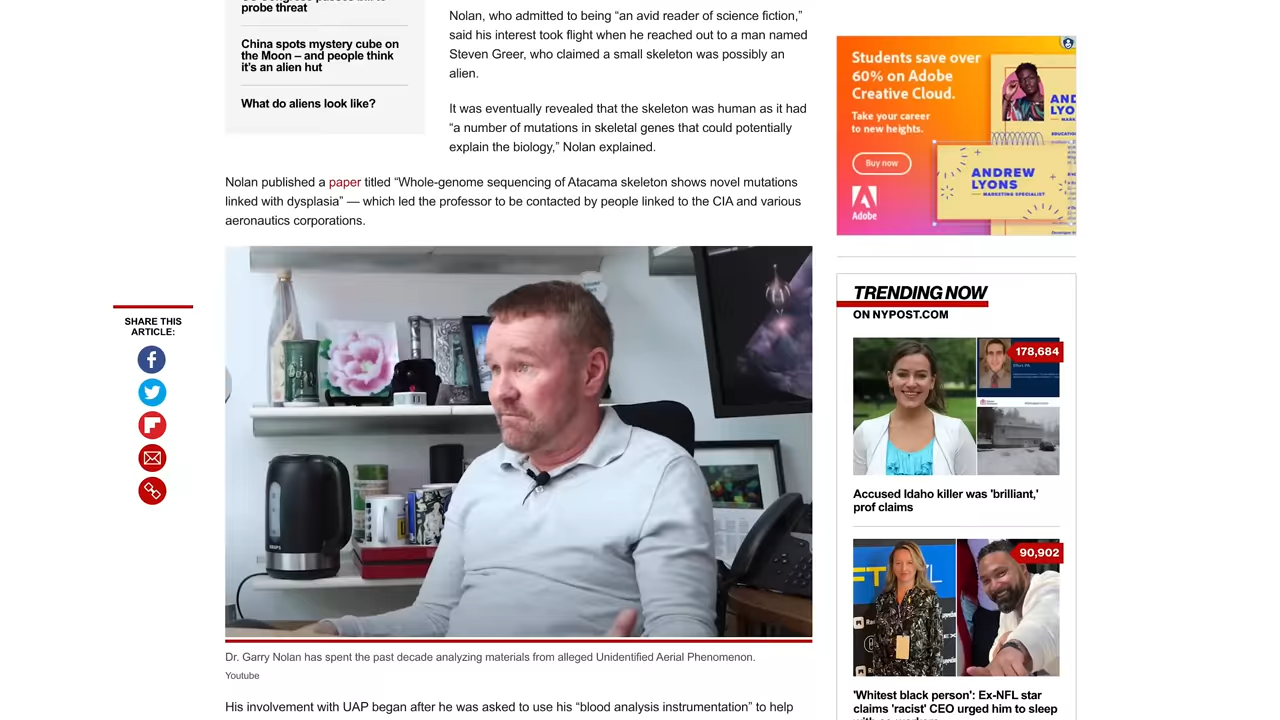 probe threat
China spots mystery cube on
the Moon – and people think
it's an alien hut
What do aliens look like?
Nolan, who admitted to being “an avid reader of science fiction,”
said his interest took flight when he reached out to a man named
Steven Greer, who claimed a small skeleton was possibly an
alien.
It was eventually revealed that the skeleton was human as it had
“a number of mutations in skeletal genes that could potentially
explain the biology,” Nolan explained.
Nolan published a paper titled “Whole-genome sequencing of Atacama skeleton shows novel mutations
linked with dysplasia” — which led the professor to be contacted by people linked to the CIA and various
aeronautics corporations.
SHARE THIS
ARTICLE:
KRUPS
Dr. Garry Nolan has spent the past decade analyzing materials from alleged Unidentified Aerial Phenomenon.
Youtube
His involvement with UAP began after he was asked to use his “blood analysis instrumentation” to help
Students save over
60% on Adobe
Creative Cloud.
Take your career
to new heights.
Buy now
Adobe
AND
LYO
ANDREW
LYONS
MARKETING SPECIALIST
TRENDING NOW
ON NYPOST.COM
178,684
Accused Idaho killer was 'brilliant,'
prof claims
90,902
FT
'Whitest black person': Ex-NFL star
claims 'racist' CEO urged him to sleep